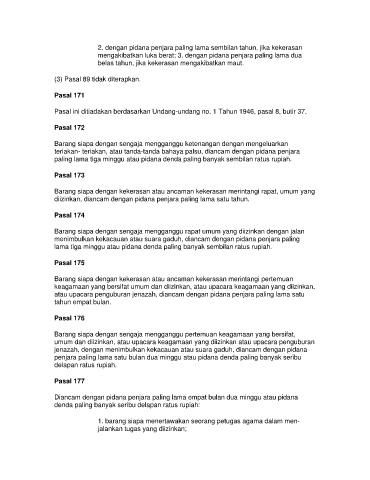 2. dengan pidana penjara paling lama sembilan tahun, jika kekerasan
mengakibatkan luka berat; 3. dengan pidana penjara paling lama dua
belas tahun, jika kekerasan mengakibatkan maut.
(3) Pasal 89 tidak diterapkan.
Pasal 171
Pasal ini ditiadakan berdasarkan Undang-undang no. 1 Tahun 1946, pasal 8, butir 37.
Pasal 172
Barang siapa dengan sengaja mengganggu ketenangan dengan mengeluarkan
teriakan- teriakan, atau tanda-tanda bahaya palsu, diancam dengan pidana penjara
paling lama tiga minggu atau pidana denda paling banyak sembilan ratus rupiah.
Pasal 173
Barang siapa dengan kekerasan atau ancaman kekerasan merintangi rapat, umum yang
diizinkan, diancam dengan pidana penjara paling lama satu tahun.
Pasal 174
Barang siapa dengan sengaja mengganggu rapat umum yang diizinkan dengan jalan
menimbulkan kekacauan atau suara gaduh, diancam dengan pidana penjara paling
lama tiga minggu atau pidana denda paling banyak sembilan ratus rupiah.
Pasal 175
Barang siapa dengan kekerasan atau ancaman kekerasan merintangi pertemuan
keagamaan yang bersifat umum dan diizinkan, atau upacara keagamaan yang diizinkan,
atau upacara penguburan jenazah, diancam dengan pidana penjara paling lama satu
tahun empat bulan.
Pasal 176
Barang siapa dengan sengaja mengganggu pertemuan keagamaan yang bersifat,
umum dan diizinkan, atau upacara keagamaan yang diizinkan atau upacara penguburan
jenazah, dengan menimbulkan kekacauan atau suara gaduh, diancam dengan pidana
penjara paling lama satu bulan dua minggu atau pidana denda paling banyak seribu
delapan ratus rupiah.
Pasal 177
Diancam dengan pidana penjara paling lama empat bulan dua minggu atau pidana
denda paling banyak seribu delapan ratus rupiah:
1. barang siapa menertawakan seorang petugas agama dalam men-
jalankan tugas yang diizinkan;